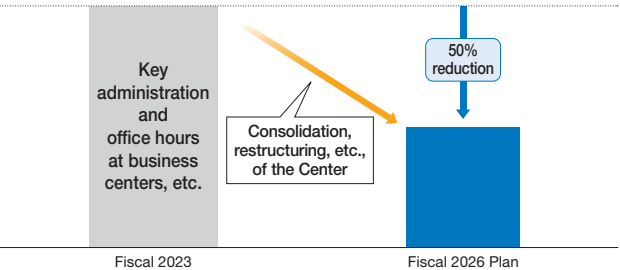 Key
administration
and
office hours
at business
centers, etc.
50%
reduction
Consolidation,
restructuring, etc.,
of the Center
Fiscal 2023
Fiscal 2026 Plan